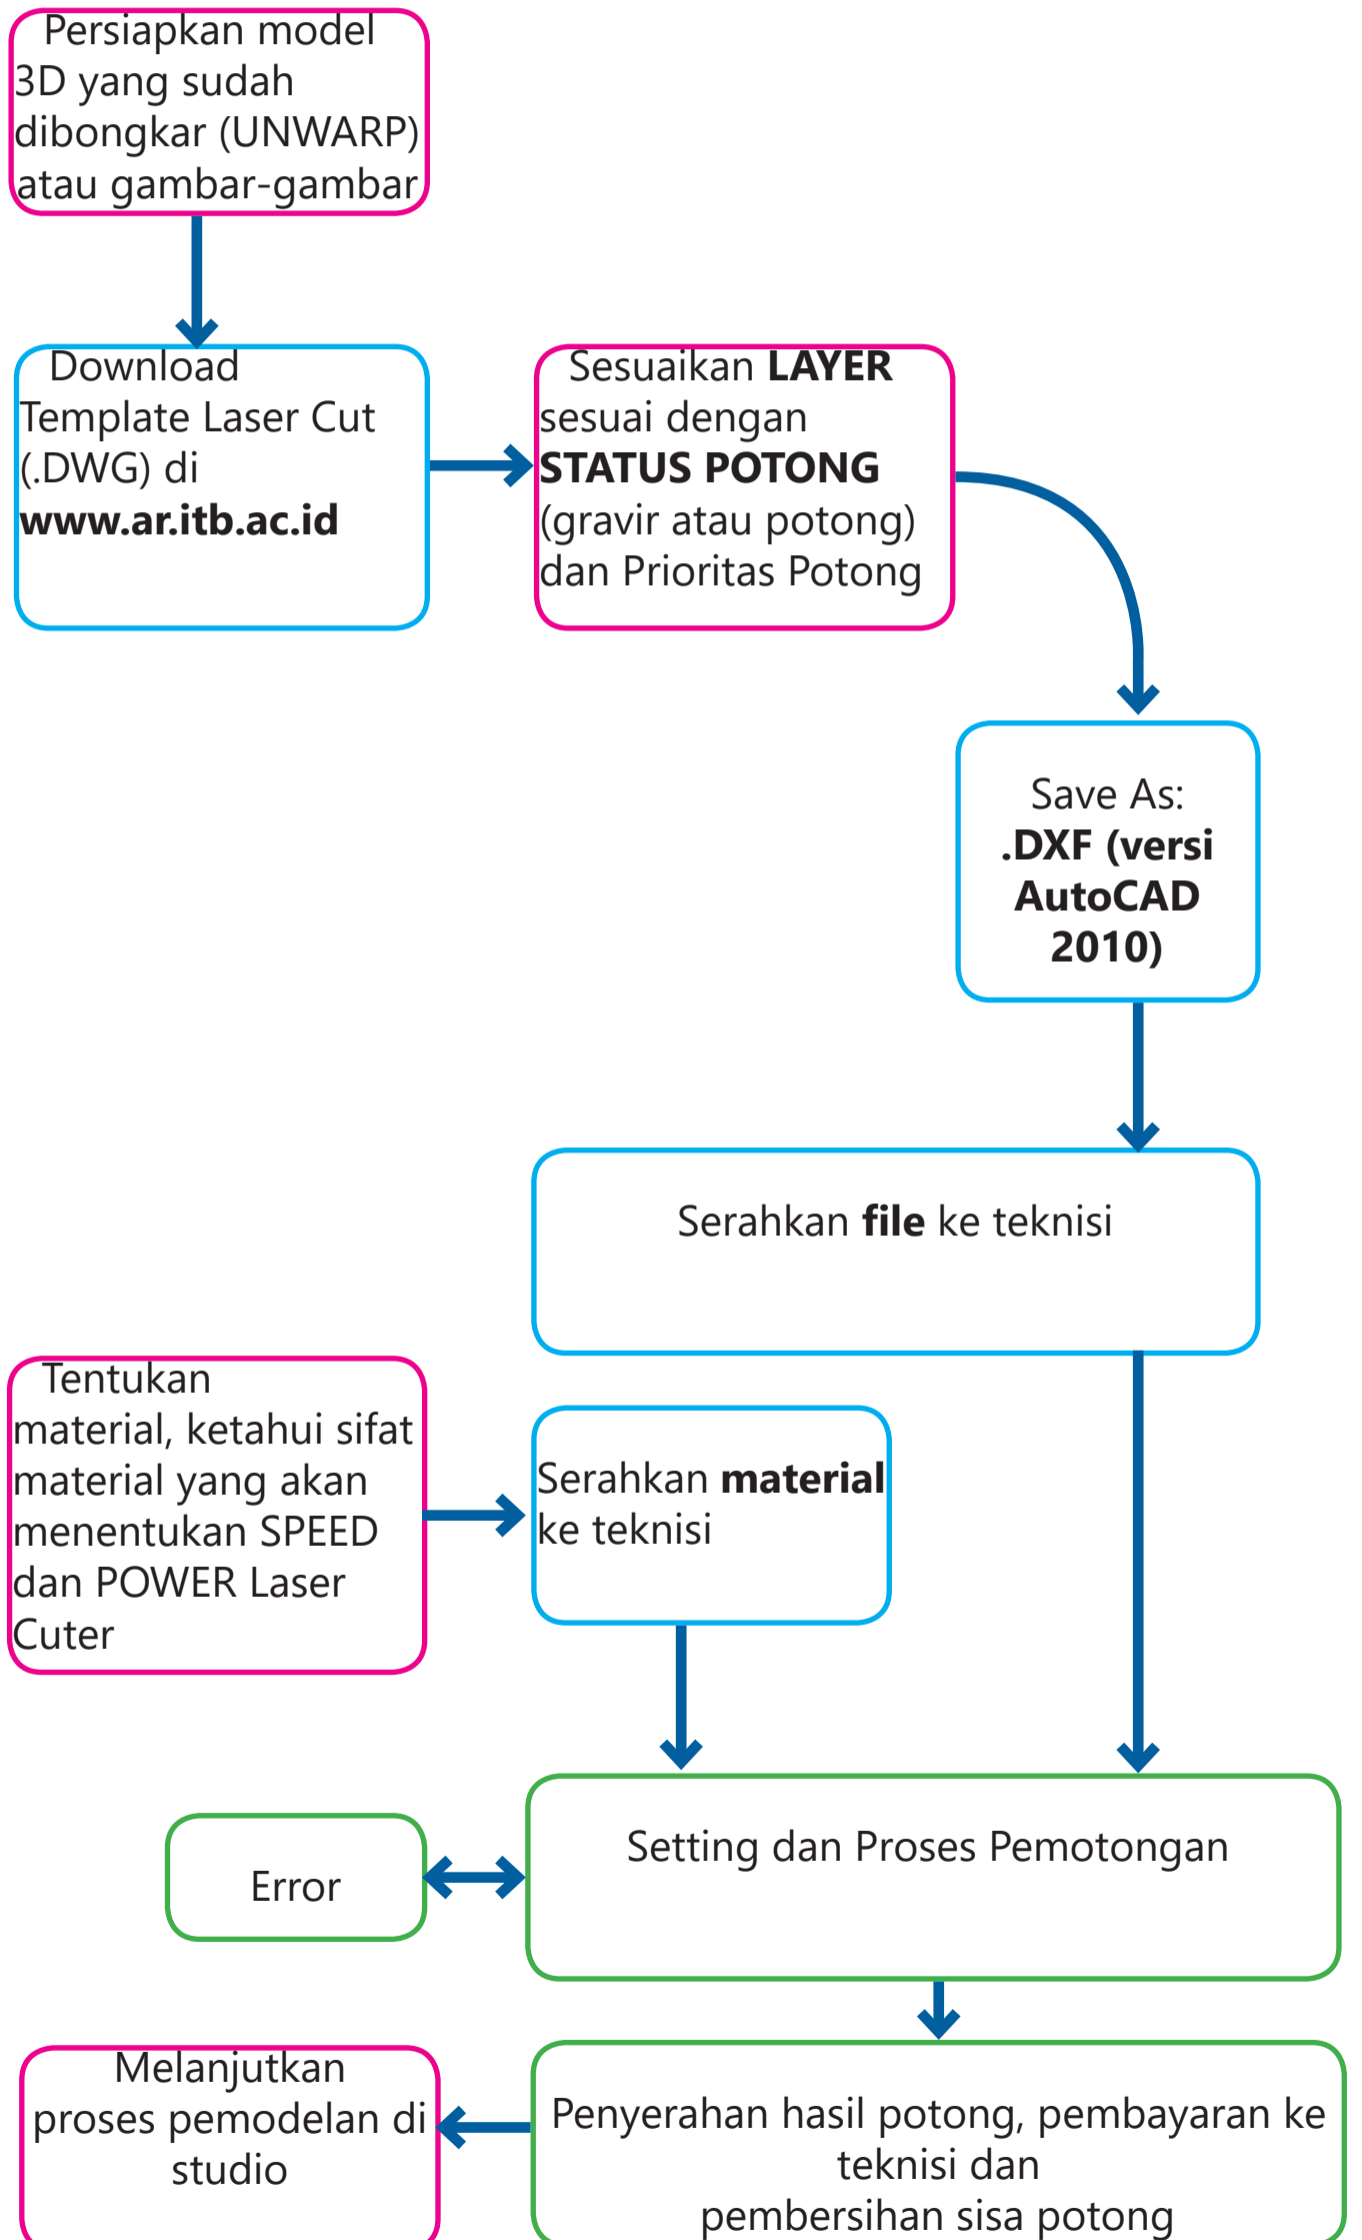 Persiapkan model
3D yang sudah
dibongkar (UNWARP)
atau gambar-gambar
Download
Template Laser Cut
(.DWG) di
www.ar.itb.ac.id
Sesuaikan LAYER
sesuai dengan
STATUS POTONG
(gravir atau potong)
dan Prioritas Potong
Save As:
.DXF (versi
AutoCAD
2010)
Serahkan file ke teknisi
Tentukan
material, ketahui sifat
material yang akan
menentukan SPEED
dan POWER Laser
Cuter
Serahkan material
ke teknisi
Setting dan Proses Pemotongan
Error
Penyerahan hasil potong, pembayaran ke
teknisi dan
pembersihan sisa potong
Melanjutkan
proses pemodelan di
studio